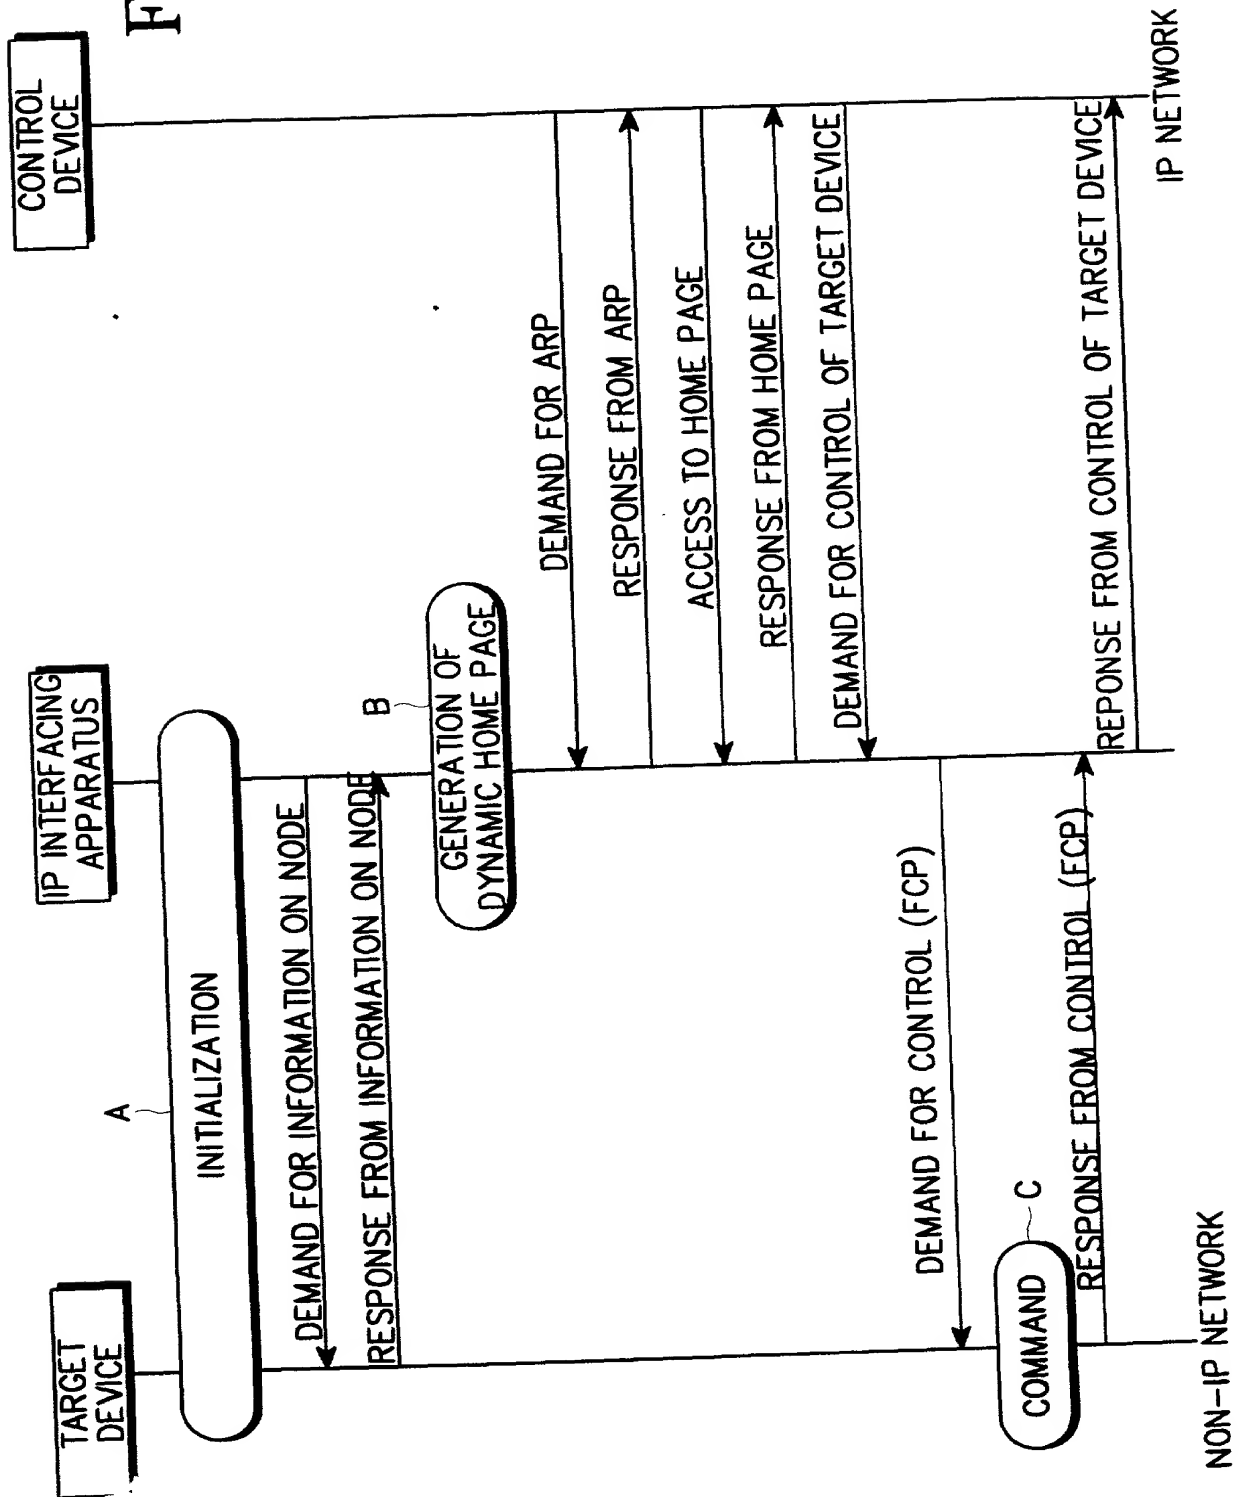 F
TARGET
DEVICE
IP INTERFACING
APPARATUS
CONTROL
DEVICE
A
INITIALIZATION
DEMAND FOR INFORMATION ON NODE
RESPONSE FROM INFORMATION ON NODE
B
GENERATION OF
DYNAMIC HOME PAGE
DEMAND FOR ARP
RESPONSE FROM ARP
ACCESS TO HOME PAGE
RESPONSE FROM HOME PAGE
DEMAND FOR CONTROL OF TARGET DEVICE
DEMAND FOR CONTROL (FCP)
COMMAND
C
RESPONSE FROM CONTROL (FCP)
REPONSE FROM CONTROL OF TARGET DEVICE
NON-IP NETWORK
IP NETWORK